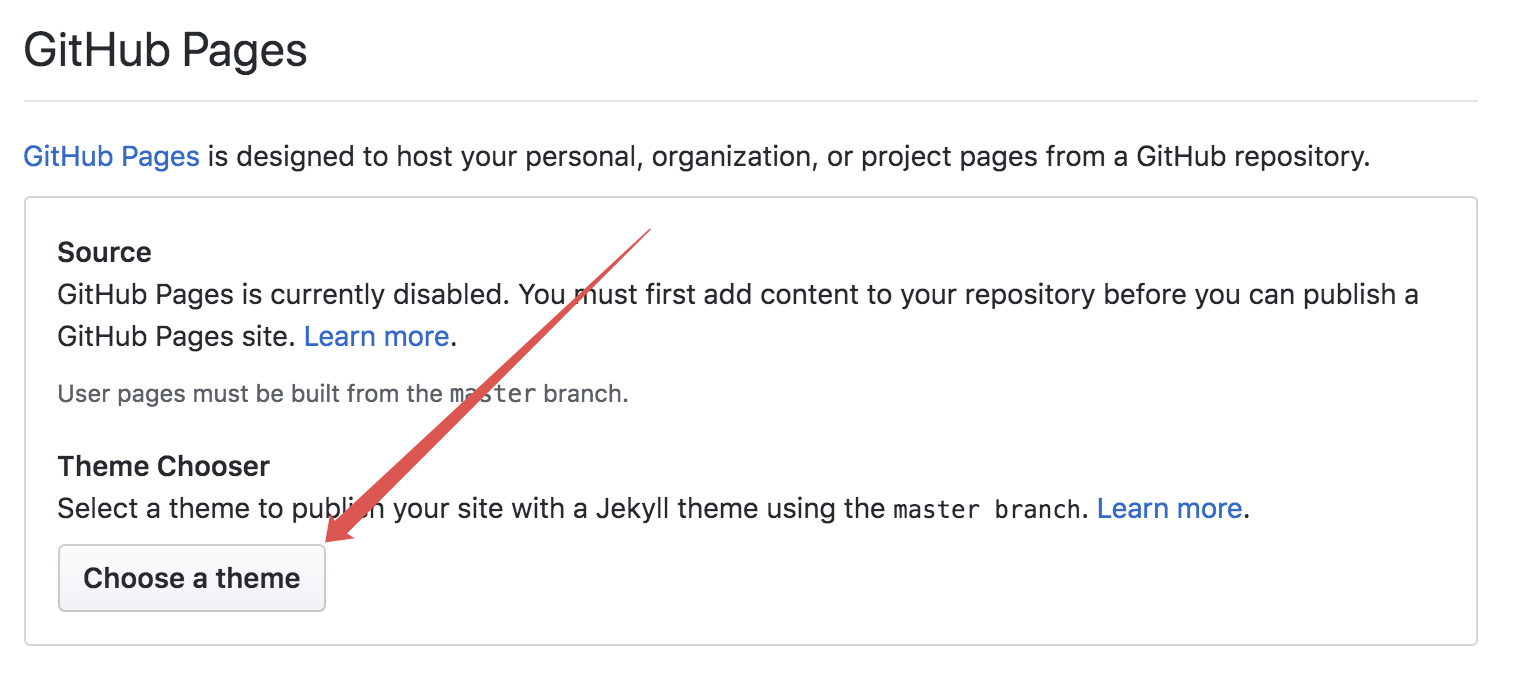 GitHub Pages
GitHub Pages is designed to host your personal, organization, or project pages from a GitHub repository.
Source
GitHub Pages is currently disabled. You must first add content to your repository before you can publish a
GitHub Pages site. Learn more.
User pages must be built from the master branch.
Theme Chooser
Select a theme to publish your site with a Jekyll theme using the master branch. Learn more.
Choose a theme